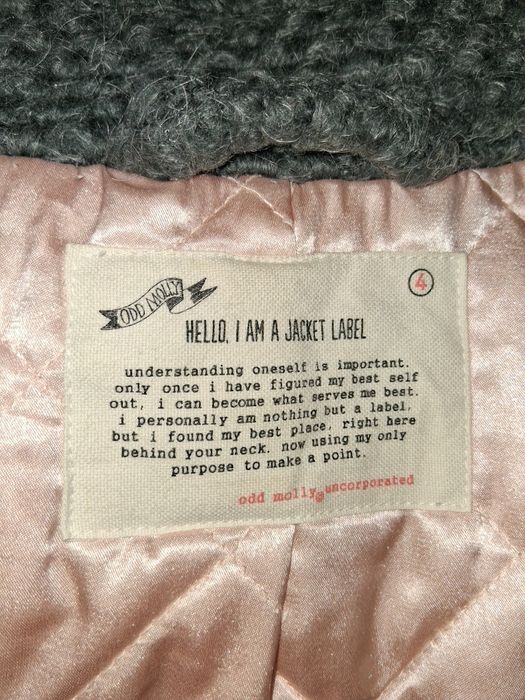 ODD MOLLY
4
HELLO, I AM A JACKET LABEL
understanding oneself is important.
only once i have figured my best self
out, i can become what serves me best.
i personally am nothing but a label,
but i found my best place, right here
behind your neck. now using my only
purpose to make a point.
odd molly@uncorporated